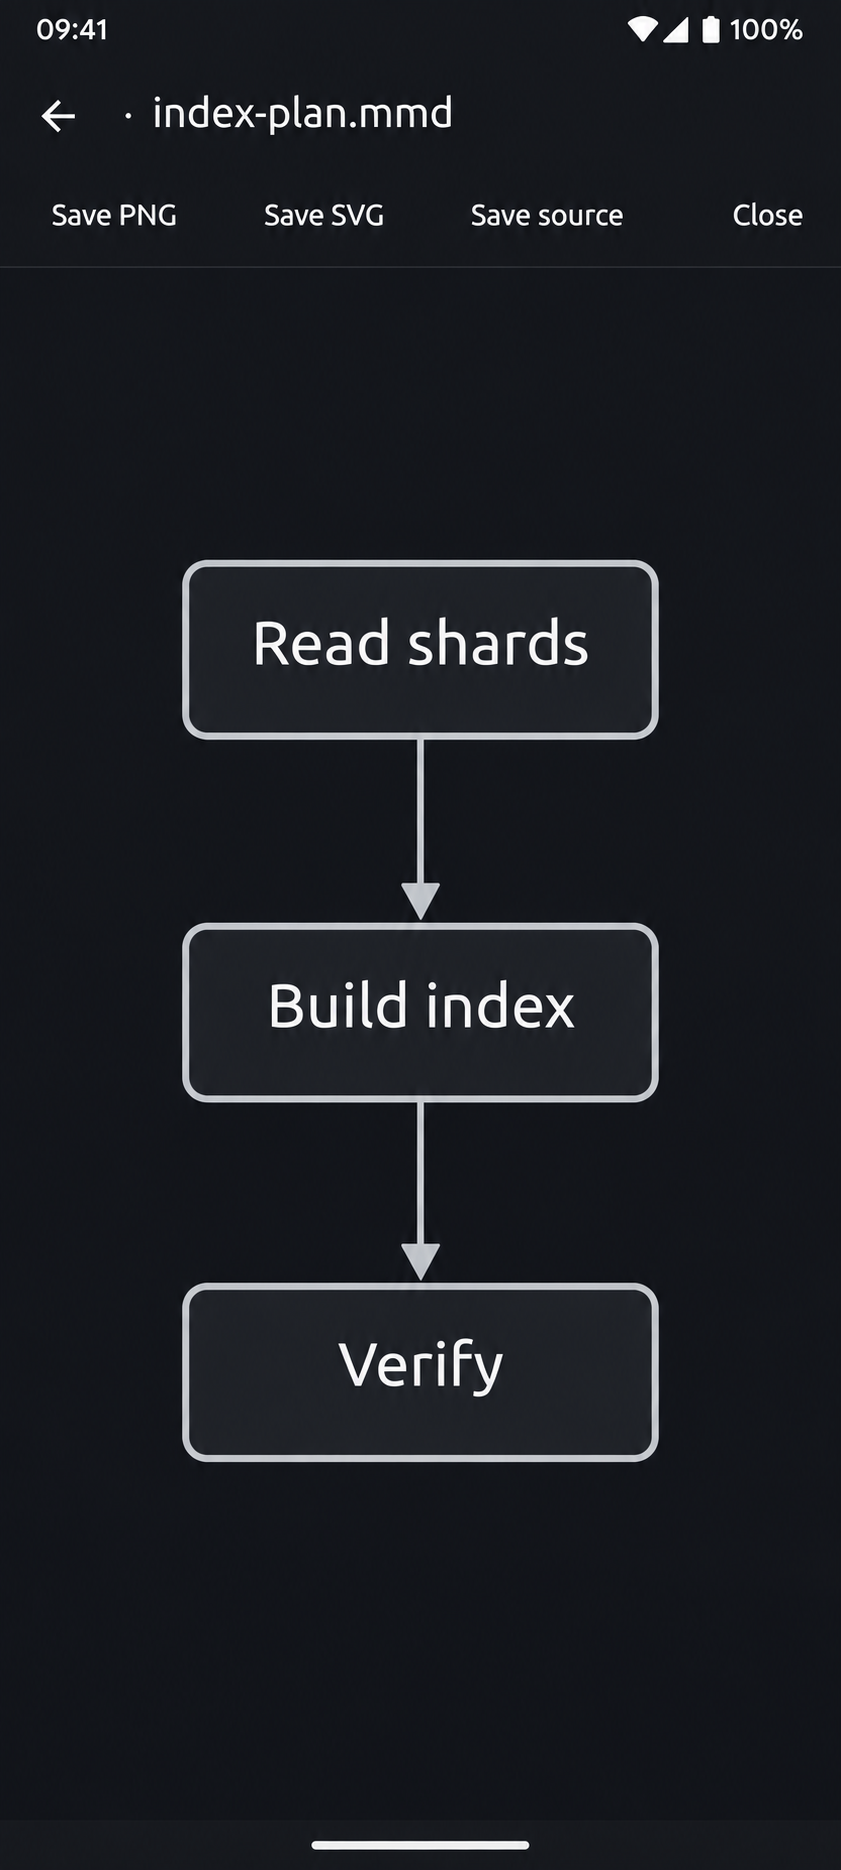 09:41 100%
· index-plan.mmd
Save PNG Save SVG Save source Close
Read shards
Build index
Verify